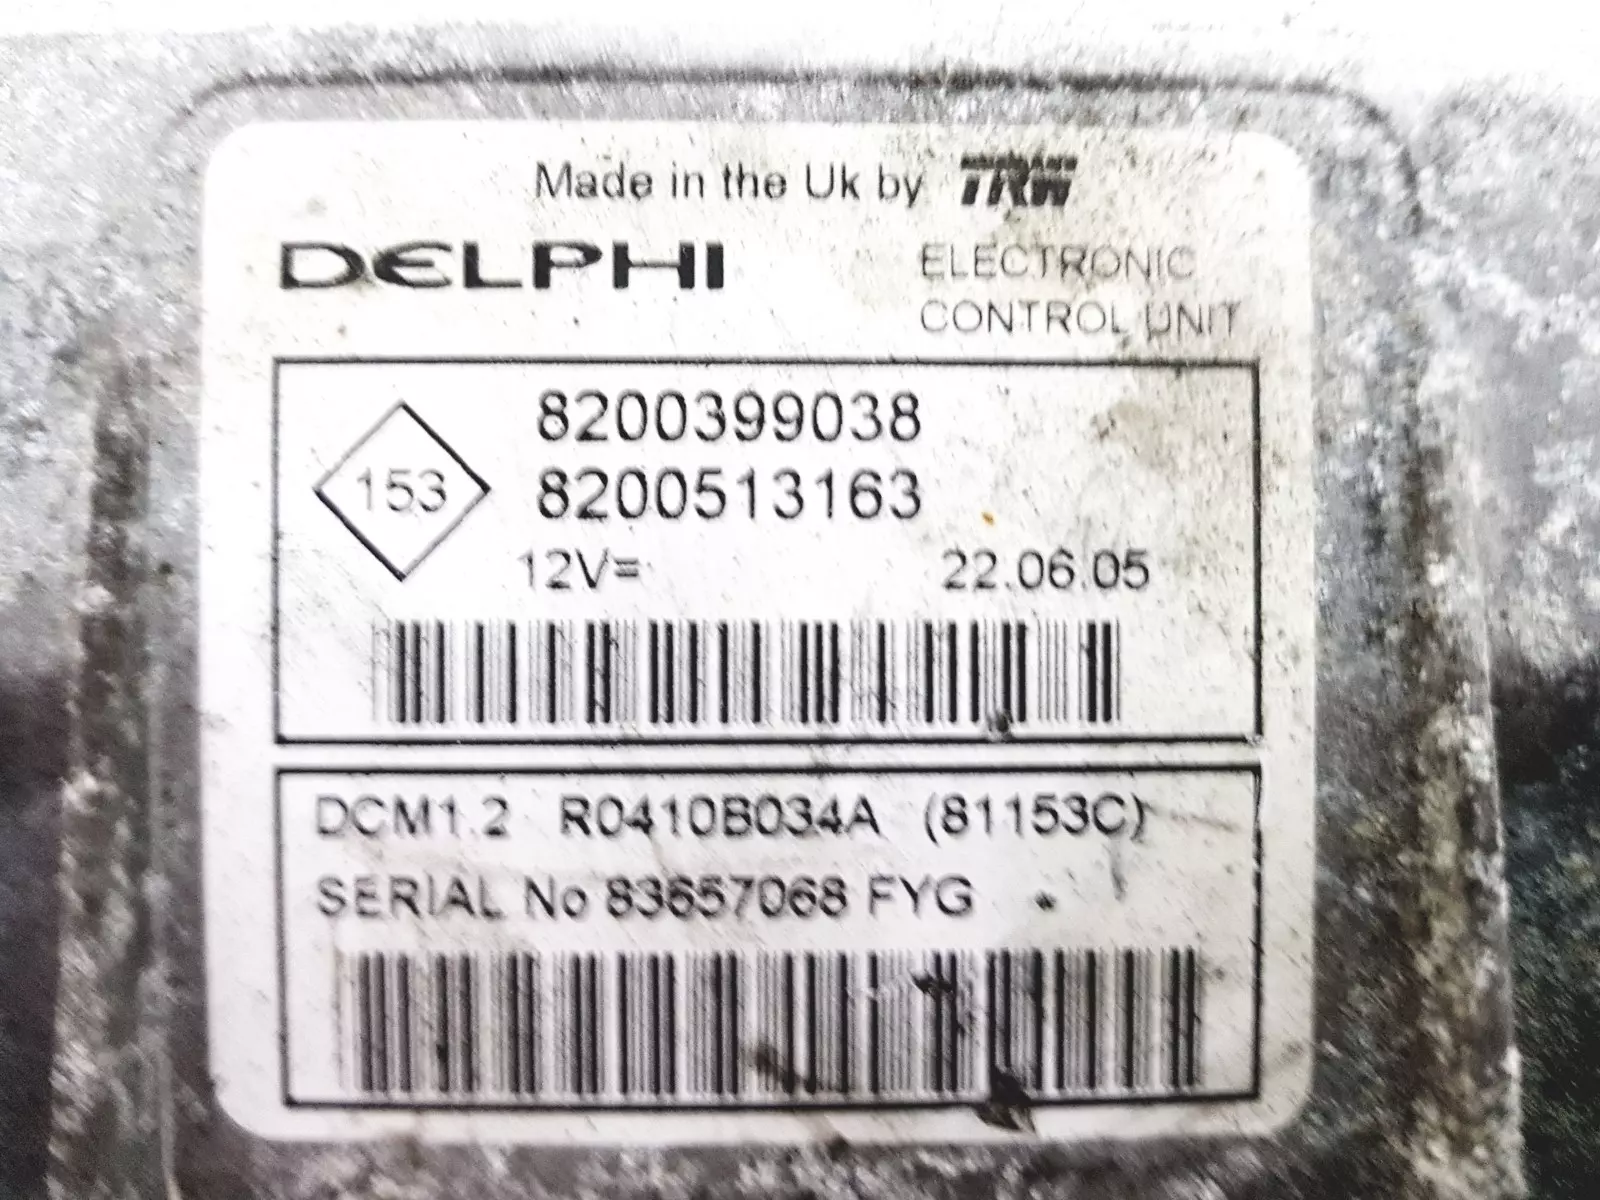 Made in the Uk by TRW
DELPHI
ELECTRONIC
CONTROL UNIT
8200399038
153
8200513163
12V= 22.06.05
DCM1.2 R0410B034A (81153C)
SERIAL No 83657068 FYG